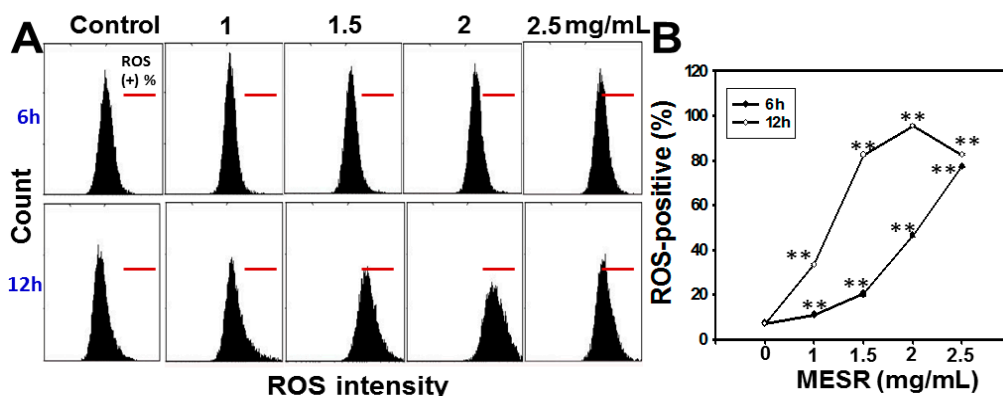 A
Control 1 1.5 2 2.5 mg/mL
ROS
(+) %
6h
12h
Count
ROS intensity
B
120
100
80
60
40
20
0
ROS-positive (%)
6h
12h
**
**
**
**
**
**
**
**
0 1 1.5 2 2.5
MESR (mg/mL)